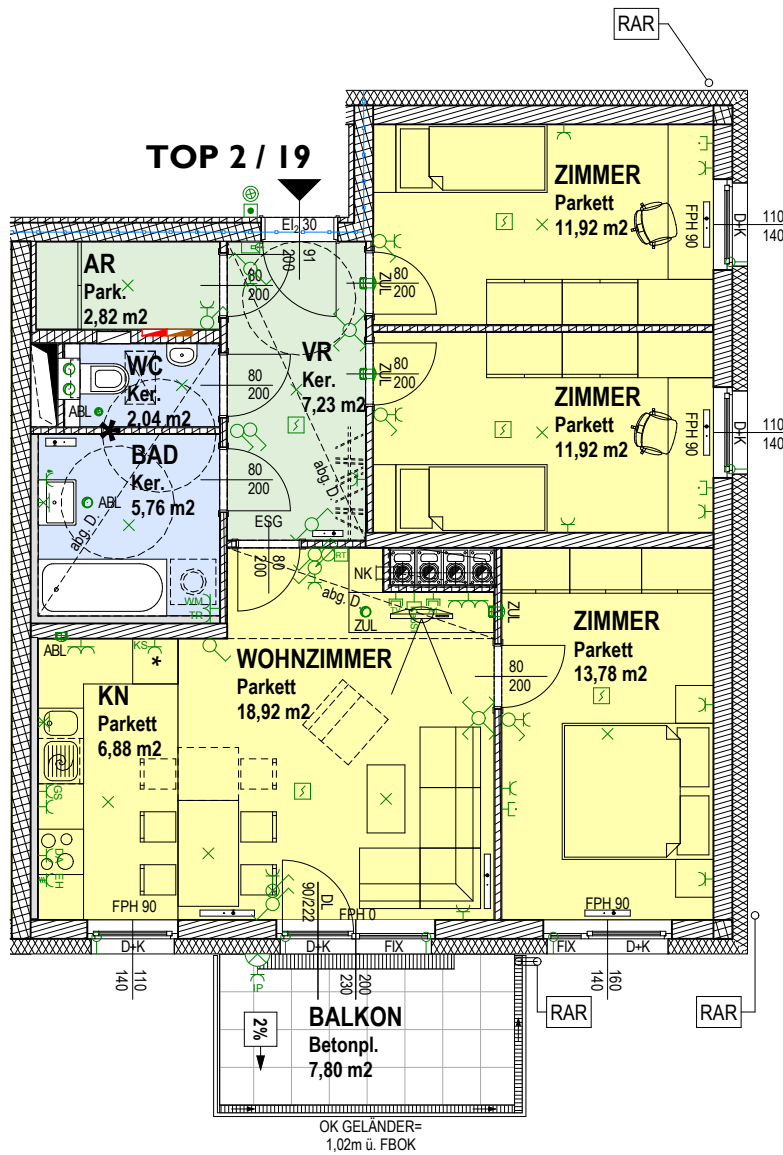 RAR
TOP 2 / 19
EI₂ 30
91
200
ZIMMER
Parkett
11,92 m2
FPH 90
D+K
110
140
AR
Park.
2,82 m2
80
200
ZUL
80
200
VR
Ker.
7,23 m2
abg. D.
WC
Ker.
2,04 m2
ABL
80
200
ZUL
80
200
ZIMMER
Parkett
11,92 m2
FPH 90
D+K
110
140
*
BAD
Ker.
5,76 m2
ABL
abg. D.
80
200
ESG
WM
TR
80
200
RT
abg. D.
NK
ZUL
ZUL
ABL
KS
*
WOHNZIMMER
Parkett
18,92 m2
80
200
ZIMMER
Parkett
13,78 m2
KN
Parkett
6,88 m2
GS
DA
EH
FPH 90
DL
90/222
FPH 0
FPH 90
D+K
D+K
FIX
FIX
D+K
110
140
IP
200
230
160
140
RAR
RAR
2%
BALKON
Betonpl.
7,80 m2
OK GELÄNDER=
1,02m ü. FBOK